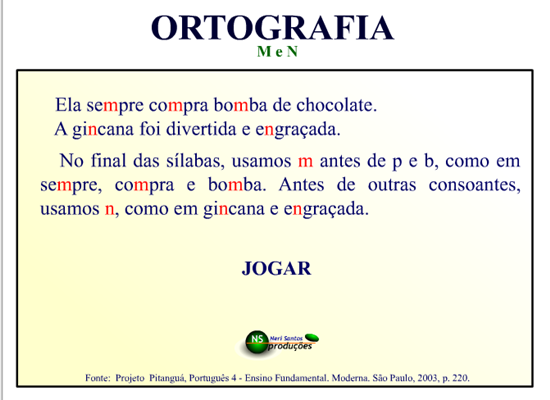 ORTOGRAFIA
M e N
Ela sempre compra bomba de chocolate.
A gincana foi divertida e engraçada.
No final das sílabas, usamos m antes de p e b, como em
sempre, compra e bomba. Antes de outras consoantes,
usamos n, como em gincana e engraçada.
JOGAR
NS Neri Santos
produções
Fonte: Projeto Pitanguá, Português 4 - Ensino Fundamental. Moderna. São Paulo, 2003, p. 220.